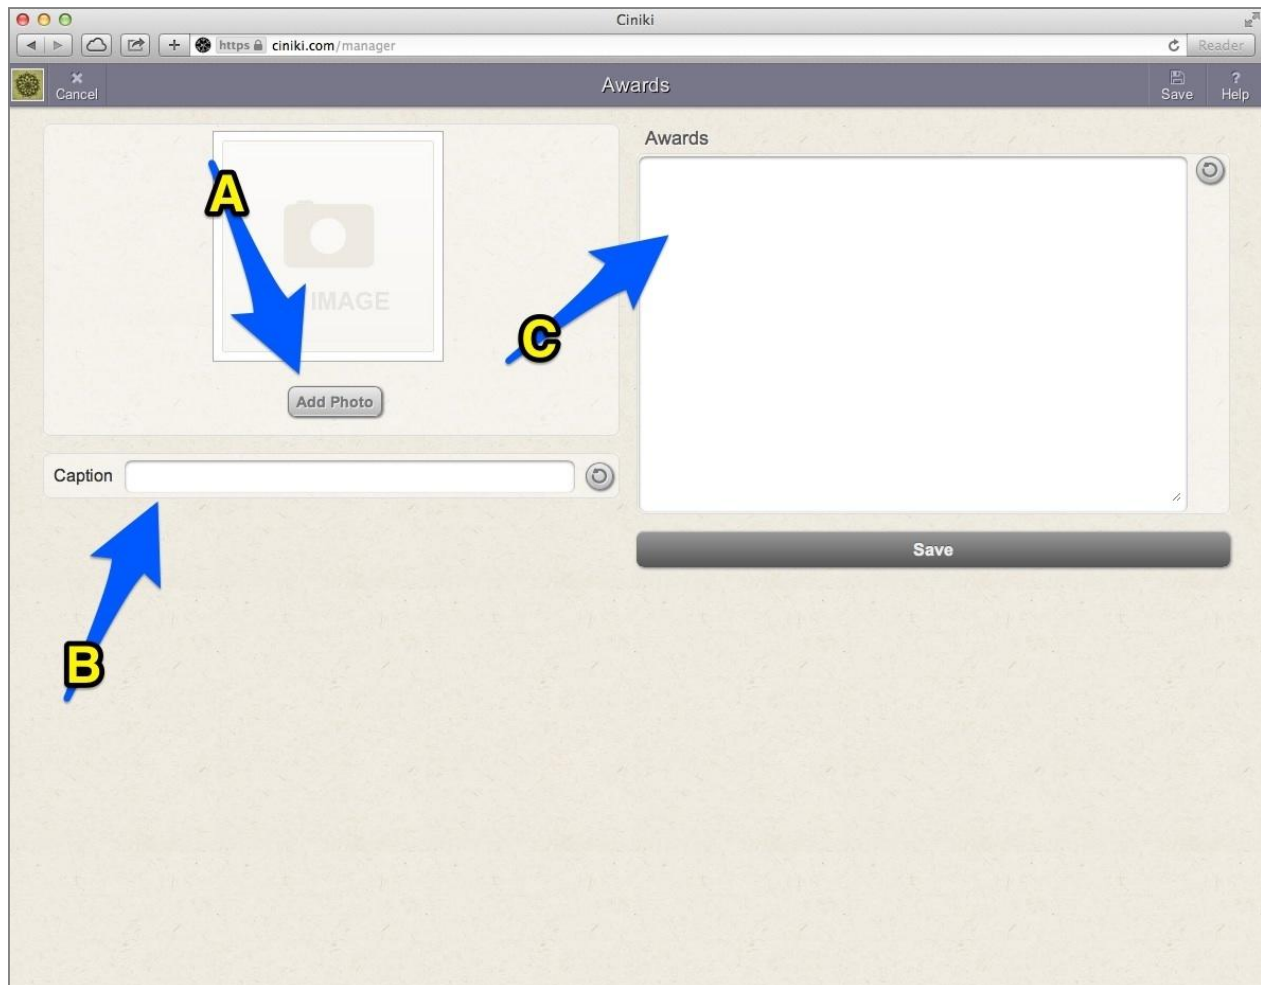 Ciniki
https ciniki.com/manager
Reader
Cancel
Awards
Save
Help
A
IMAGE
Add Photo
Caption
B
Awards
C
Save